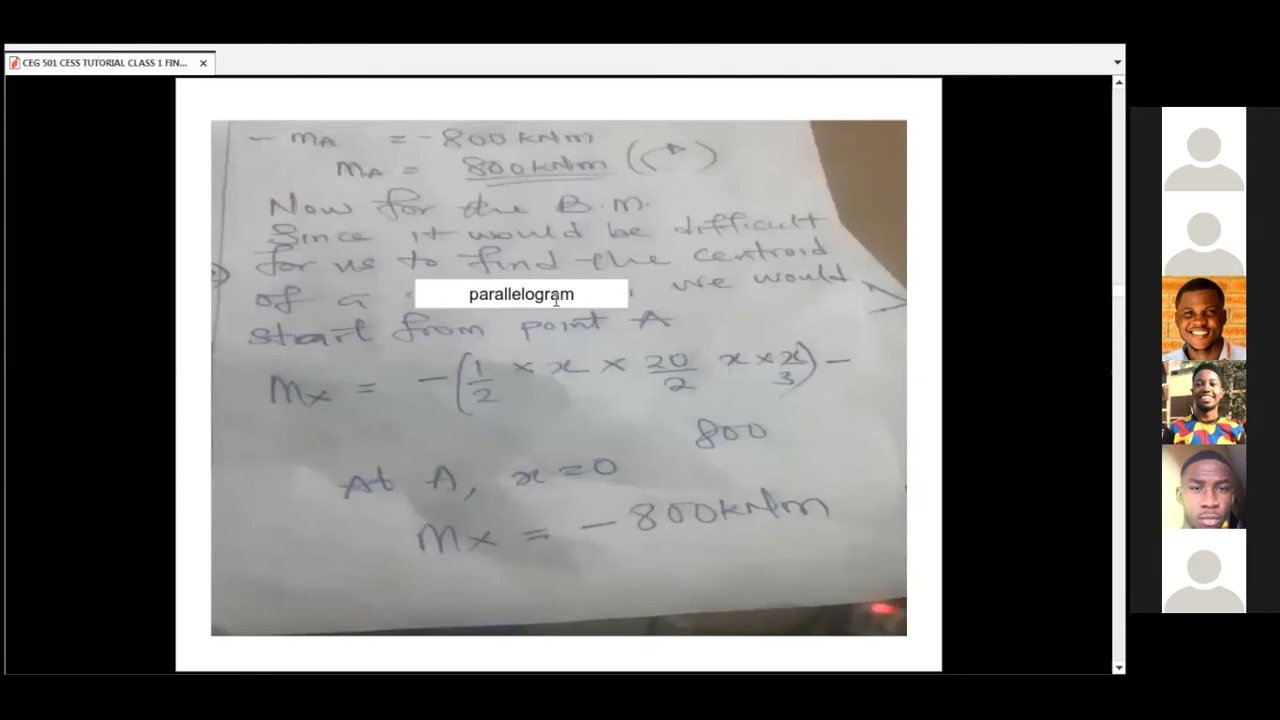 CEG 501 CESS TUTORIAL CLASS 1 FIN...
- MA = -800kNm
MA = 800kNm
Now for the B.M.
Since it would be difficult
for us to find the centroid
of a parallelogram, we would
start from point A
Mx = -(1/2 × x × 20/2 x × x/3) -
800
At A, x = 0
Mx = -800kNm